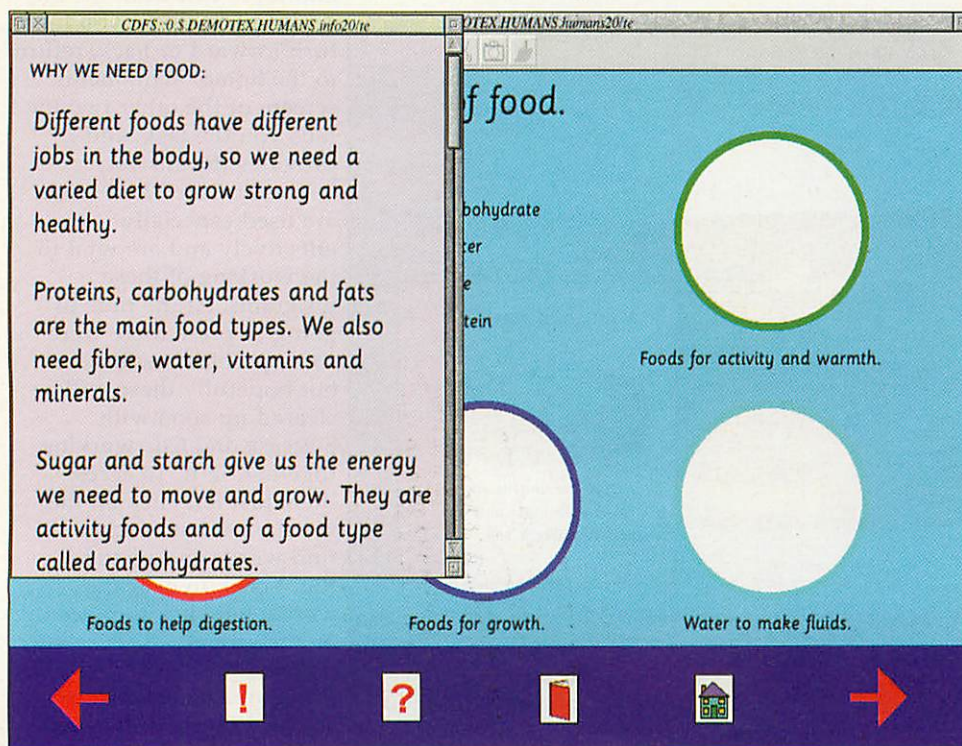 CDFS::0.$.DEMOTEX.HUMANS.info20/te
OTEX.HUMANS.humans20/te
WHY WE NEED FOOD:
Different foods have different
jobs in the body, so we need a
varied diet to grow strong and
healthy.
Proteins, carbohydrates and fats
are the main food types. We also
need fibre, water, vitamins and
minerals.
Sugar and starch give us the energy
we need to move and grow. They are
activity foods and of a food type
called carbohydrates.
of food.
bohydrate
ter
e
tein
Foods for activity and warmth.
Foods to help digestion.
Foods for growth.
Water to make fluids.
!
?